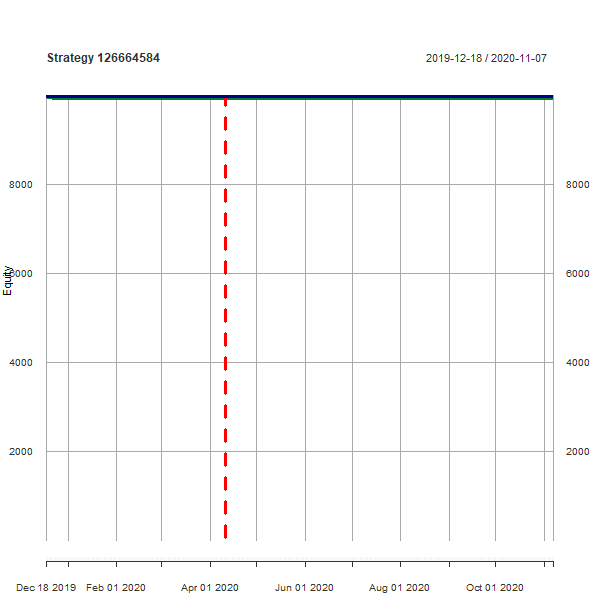 Strategy 126664584
2019-12-18 / 2020-11-07
Equity
8000
8000
6000
6000
4000
4000
2000
2000
Dec 18 2019
Feb 01 2020
Apr 01 2020
Jun 01 2020
Aug 01 2020
Oct 01 2020